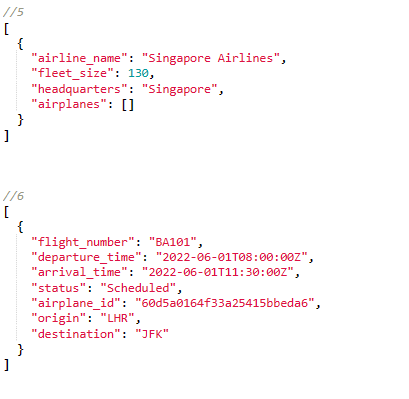 //5
[
  {
    "airline_name": "Singapore Airlines",
    "fleet_size": 130,
    "headquarters": "Singapore",
    "airplanes": []
  }
]
//6
[
  {
    "flight_number": "BA101",
    "departure_time": "2022-06-01T08:00:00Z",
    "arrival_time": "2022-06-01T11:30:00Z",
    "status": "Scheduled",
    "airplane_id": "60d5a0164f33a25415bbeda6",
    "origin": "LHR",
    "destination": "JFK"
  }
]